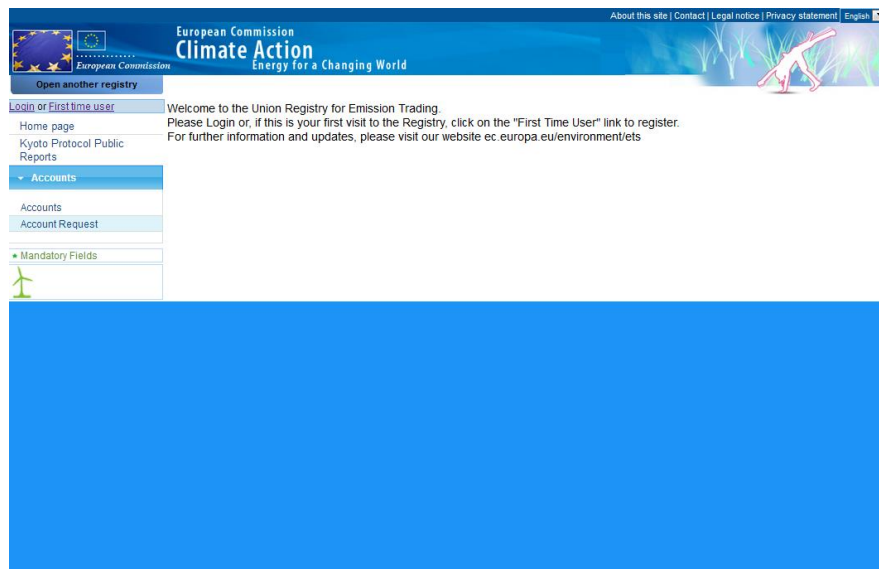 About this site | Contact | Legal notice | Privacy statement English
European Commission
Climate Action
Energy for a Changing World
European Commission
Open another registry
Login or First time user
Welcome to the Union Registry for Emission Trading.
Please Login or, if this is your first visit to the Registry, click on the "First Time User" link to register.
For further information and updates, please visit our website ec.europa.eu/environment/ets
Home page
Kyoto Protocol Public
Reports
Accounts
Accounts
Account Request
Mandatory Fields